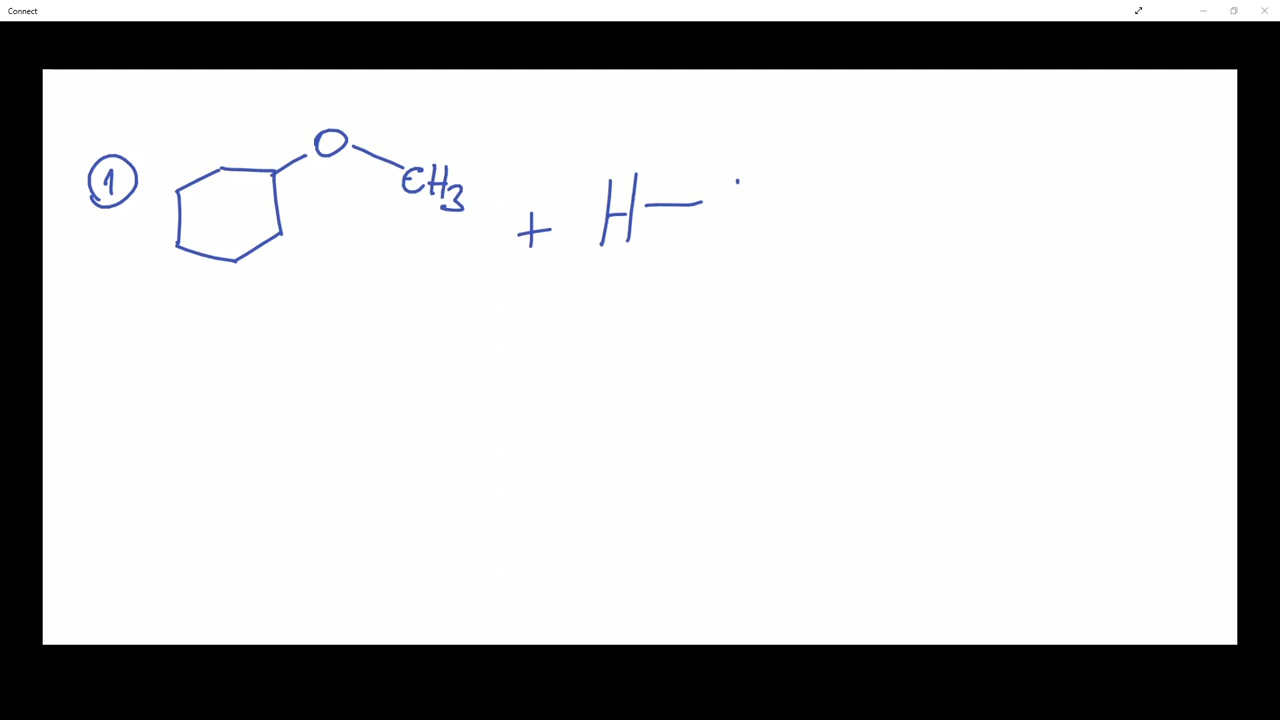 Connect
① O CH3 + H—